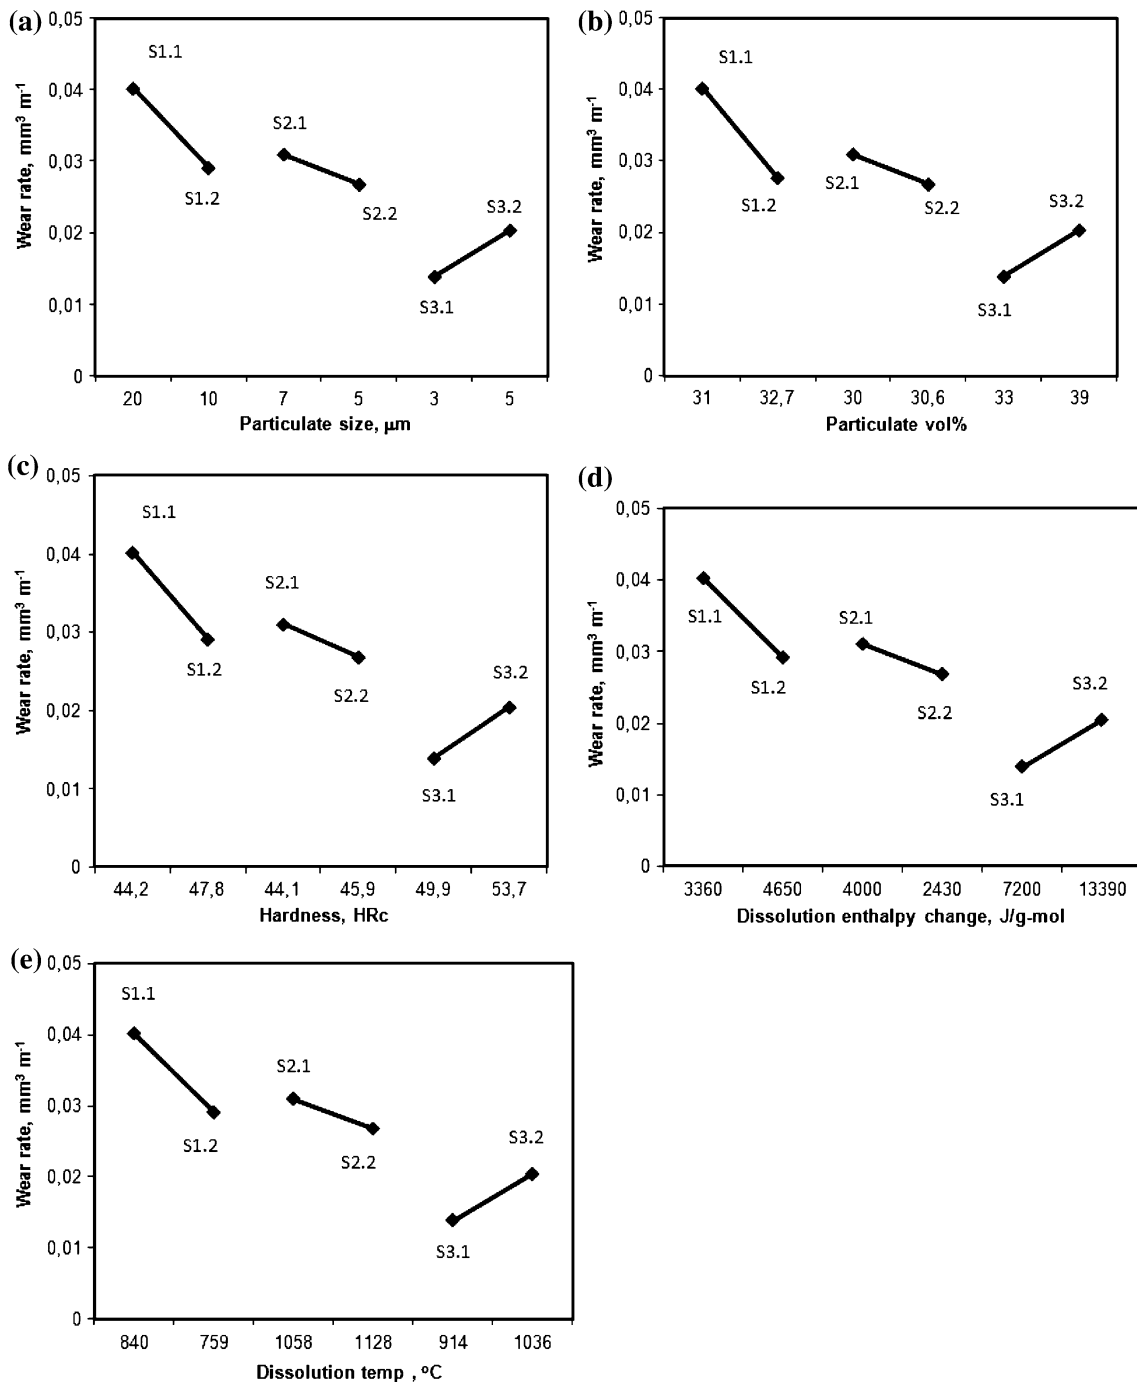 (a)
0,05
0,04
0,03
0,02
0,01
0
Wear rate, mm³ m⁻¹
S1.1
S1.2
S2.1
S2.2
S3.1
S3.2
20 10 7 5 3 5
Particulate size, μm
(b)
0,05
0,04
0,03
0,02
0,01
0
Wear rate, mm³ m⁻¹
S1.1
S1.2
S2.1
S2.2
S3.1
S3.2
31 32,7 30 30,6 33 39
Particulate vol%
(c)
0,05
0,04
0,03
0,02
0,01
0
Wear rate, mm³ m⁻¹
S1.1
S1.2
S2.1
S2.2
S3.1
S3.2
44,2 47,8 44,1 45,9 49,9 53,7
Hardness, HRc
(d)
0,05
0,04
0,03
0,02
0,01
0
Wear rate, mm³ m⁻¹
S1.1
S1.2
S2.1
S2.2
S3.1
S3.2
3360 4650 4000 2430 7200 13390
Dissolution enthalpy change, J/g-mol
(e)
0,05
0,04
0,03
0,02
0,01
0
Wear rate, mm³ m⁻¹
S1.1
S1.2
S2.1
S2.2
S3.1
S3.2
840 759 1058 1128 914 1036
Dissolution temp , ºC